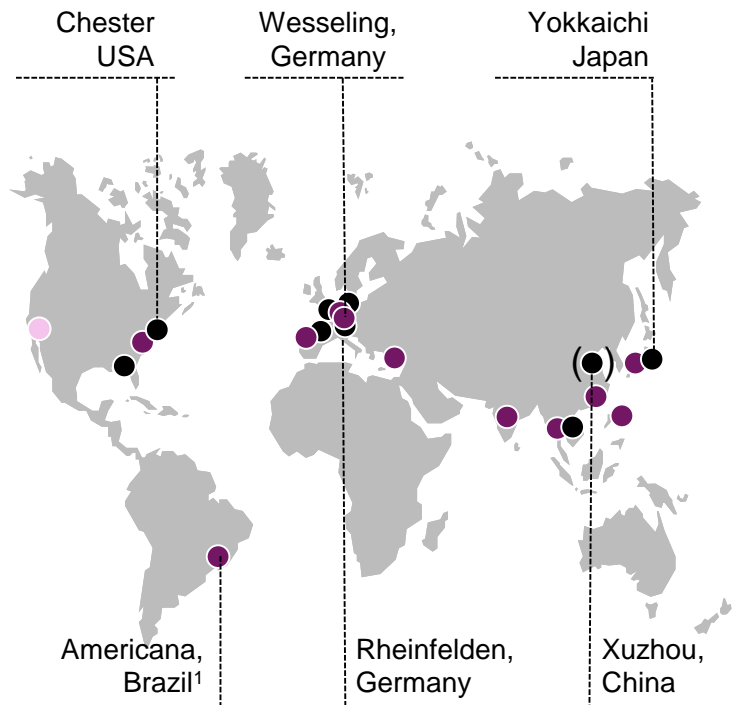 Chester
USA
Wesseling,
Germany
Yokkaichi
Japan
( )
Americana,
Brazil¹
Rheinfelden,
Germany
Xuzhou,
China